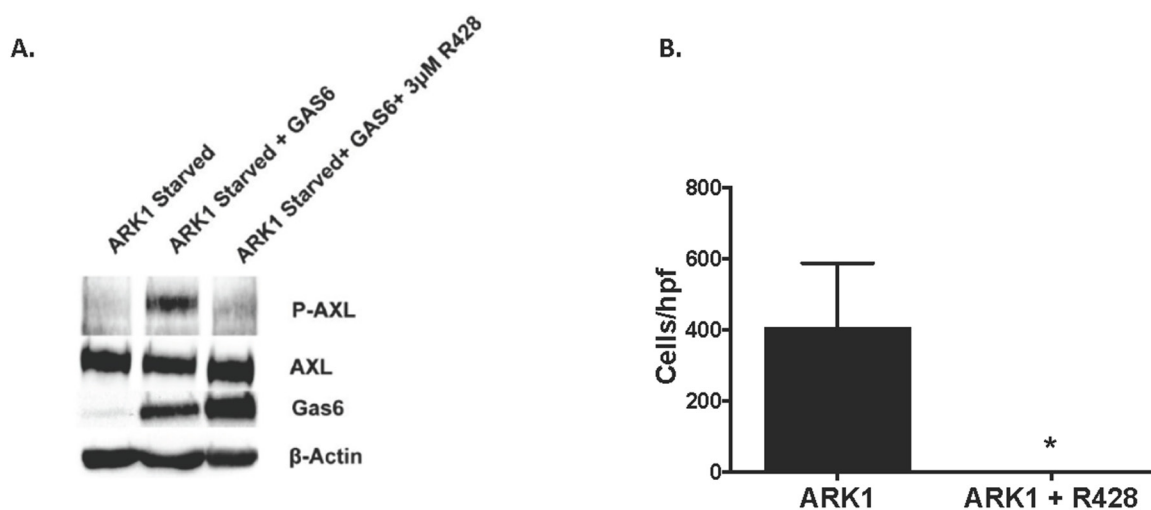 A.
ARK1 Starved
ARK1 Starved + GAS6
ARK1 Starved+ GAS6+ 3μM R428
P-AXL
AXL
Gas6
β-Actin
B.
Cells/hpf
800
600
400
200
0
*
ARK1
ARK1 + R428